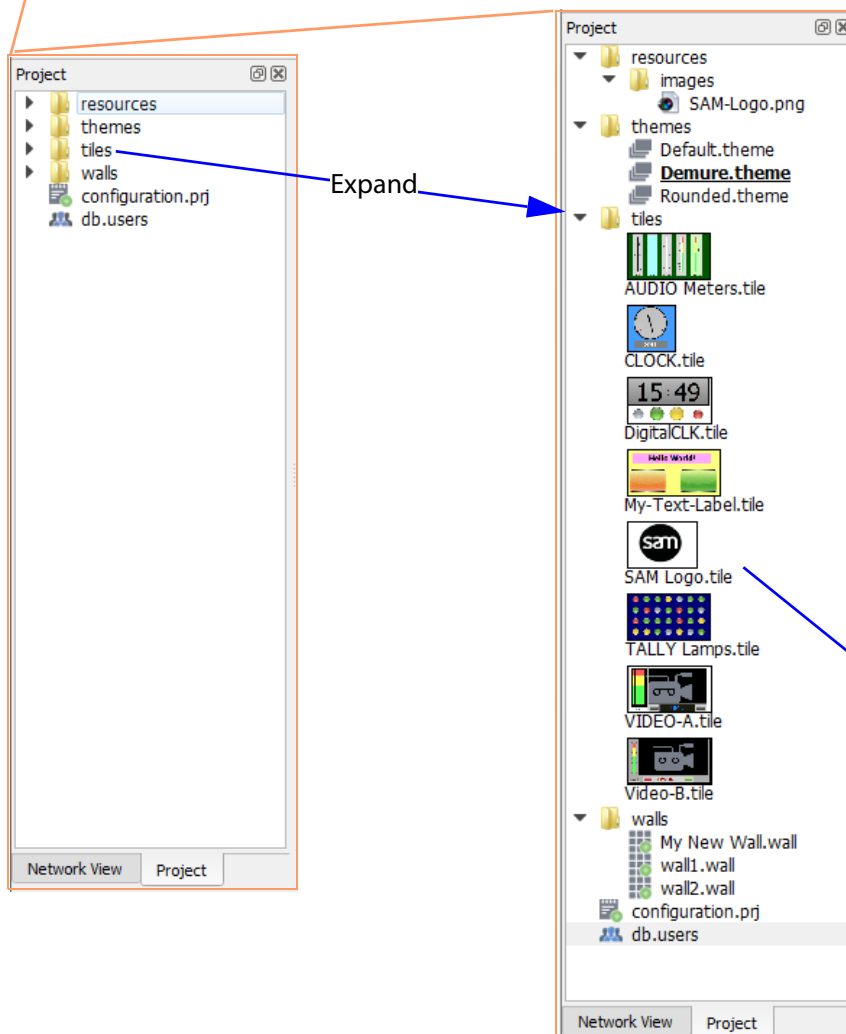 Project
resources
themes
tiles
walls
configuration.prj
db.users
Network View
Project
Expand
Project
resources
images
SAM-Logo.png
themes
Default.theme
Demure.theme
Rounded.theme
tiles
AUDIO Meters.tile
CLOCK.tile
15:49
DigitalCLK.tile
Hello World!
My-Text-Label.tile
sam
SAM Logo.tile
TALLY Lamps.tile
VIDEO-A.tile
Video-B.tile
walls
My New Wall.wall
wall1.wall
wall2.wall
configuration.prj
db.users
Network View
Project